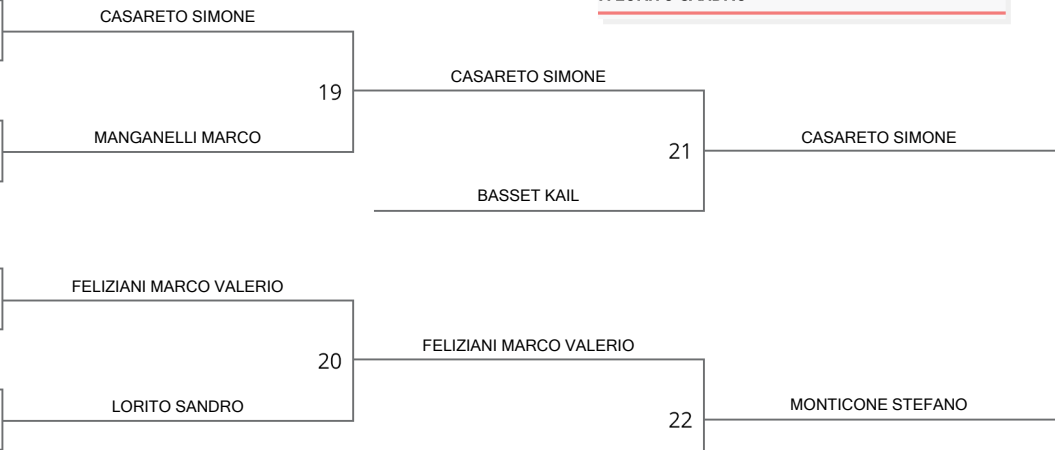 CASARETO SIMONE
19
CASARETO SIMONE
MANGANELLI MARCO
21
CASARETO SIMONE
BASSET KAIL
FELIZIANI MARCO VALERIO
20
FELIZIANI MARCO VALERIO
LORITO SANDRO
22
MONTICONE STEFANO